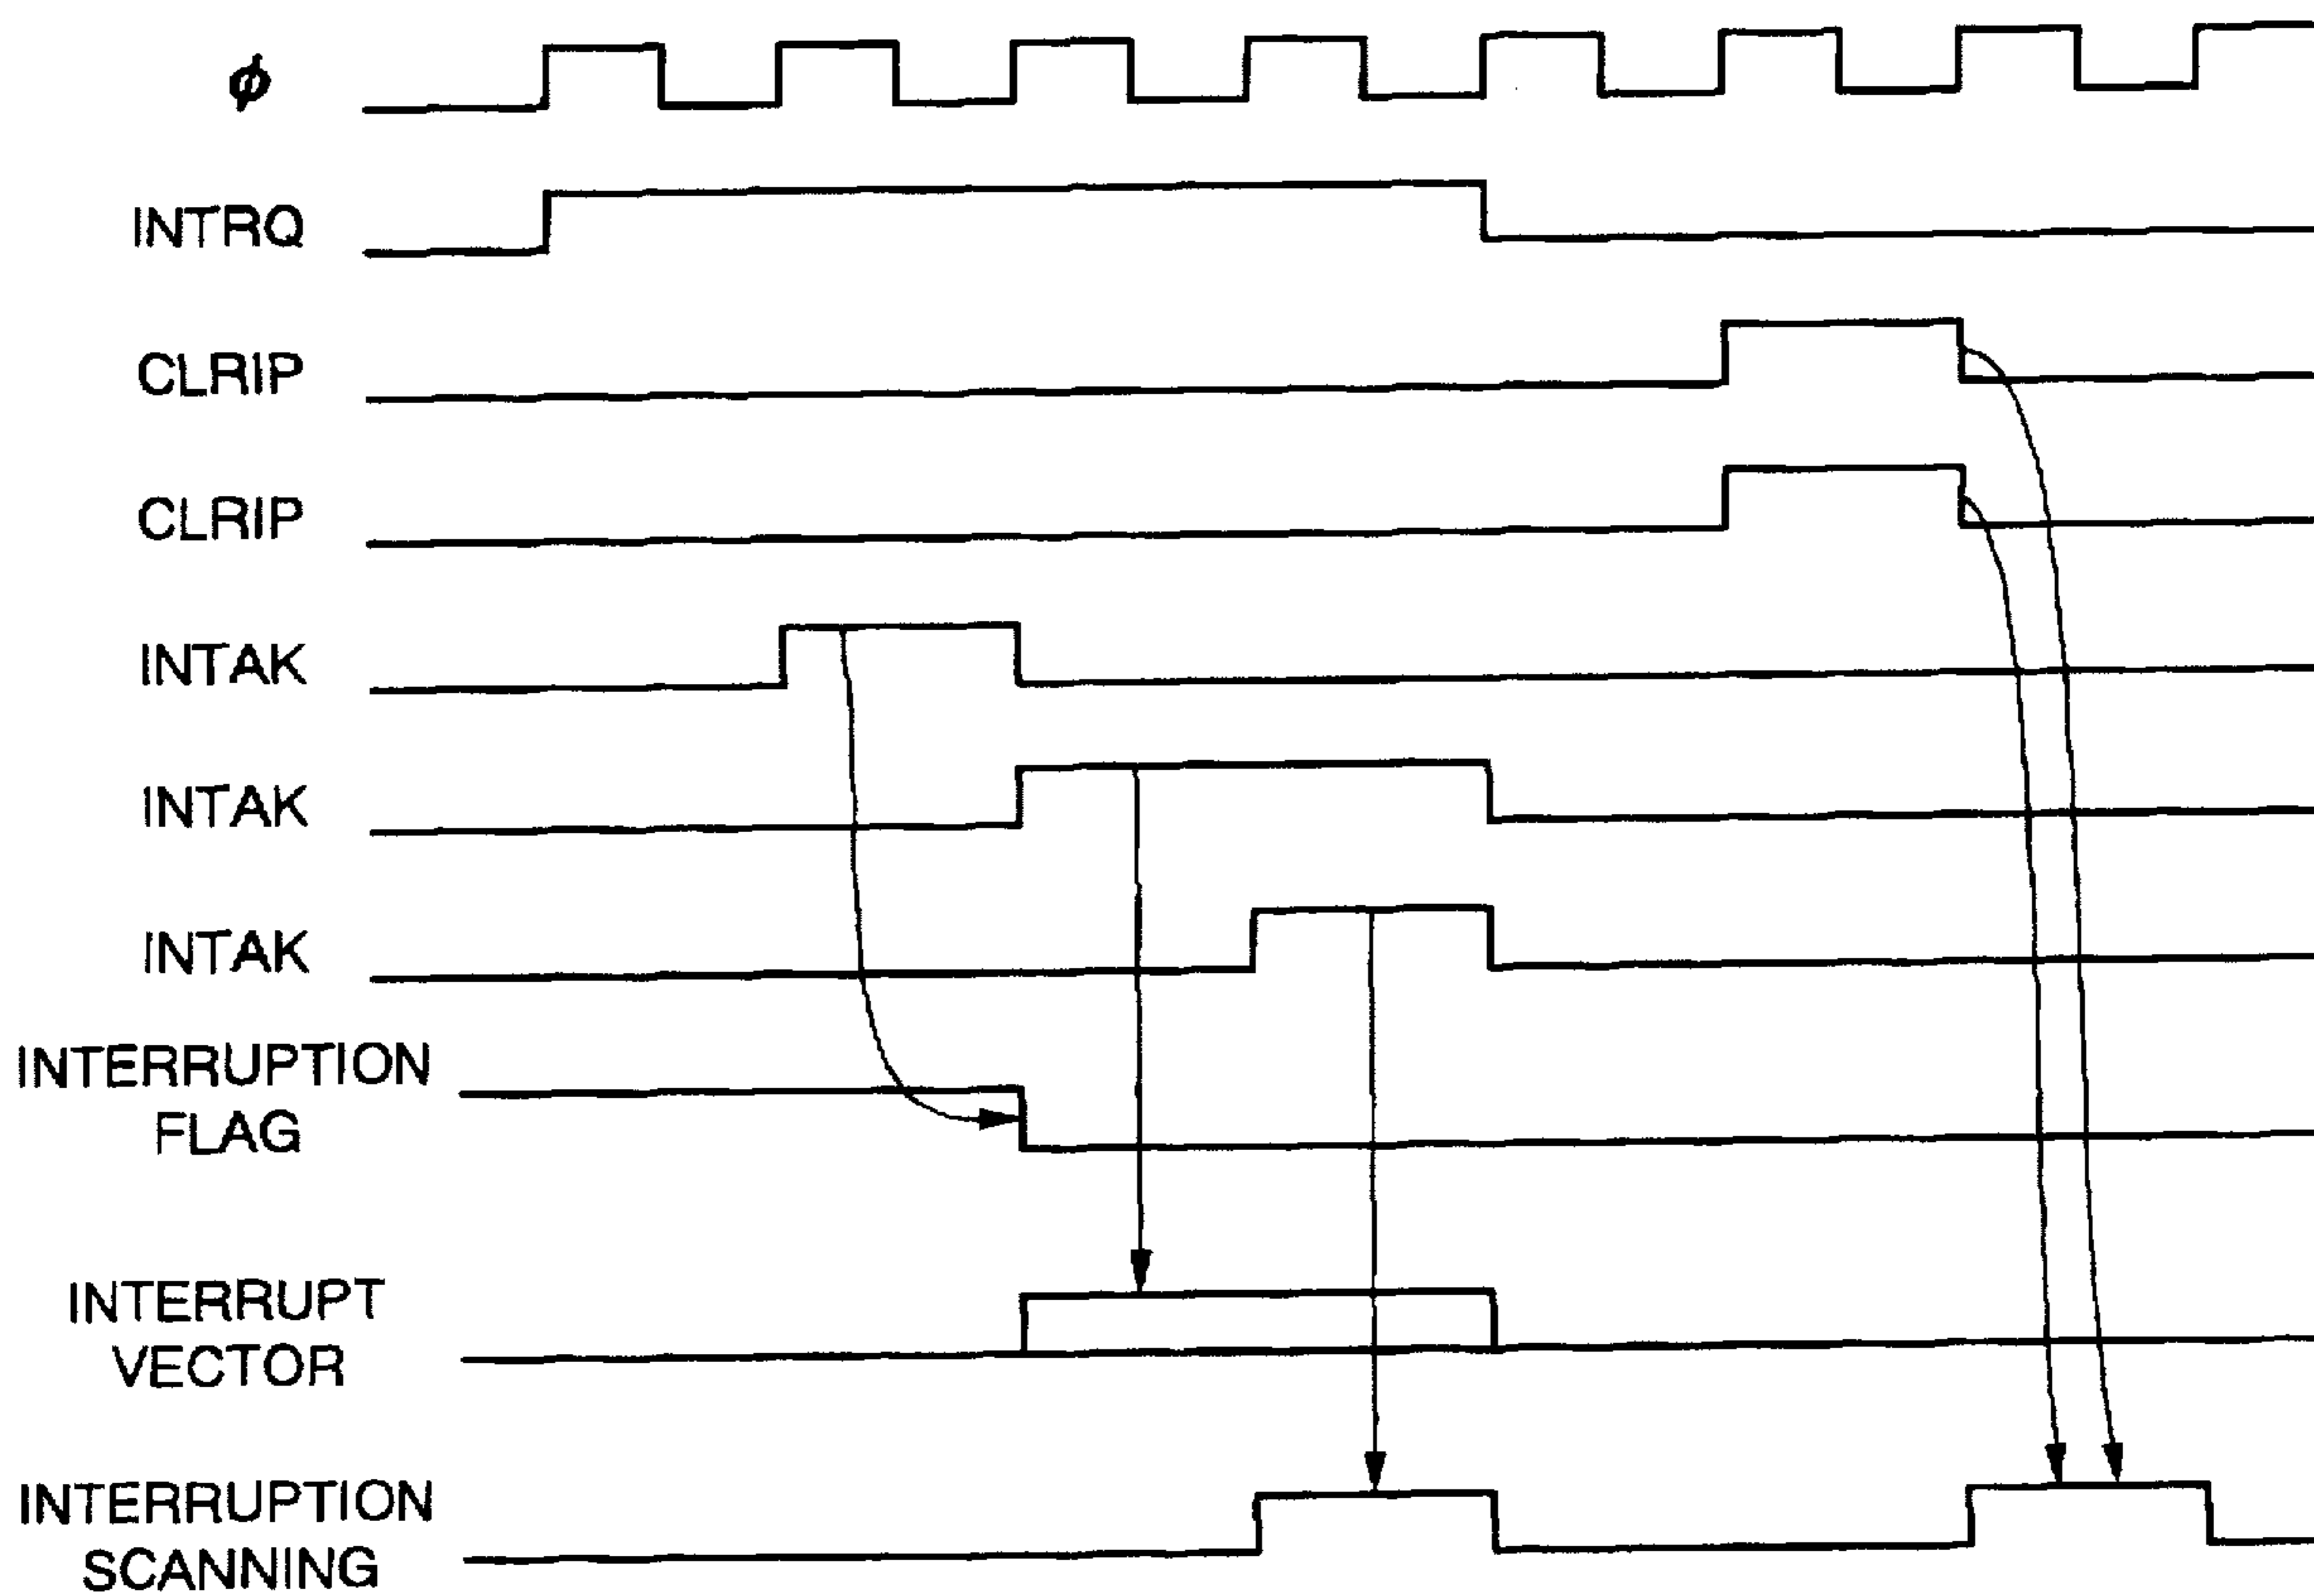 ϕ
INTRQ
CLRIP
CLRIP
INTAK
INTAK
INTAK
INTERRUPTION
FLAG
INTERRUPT
VECTOR
INTERRUPTION
SCANNING